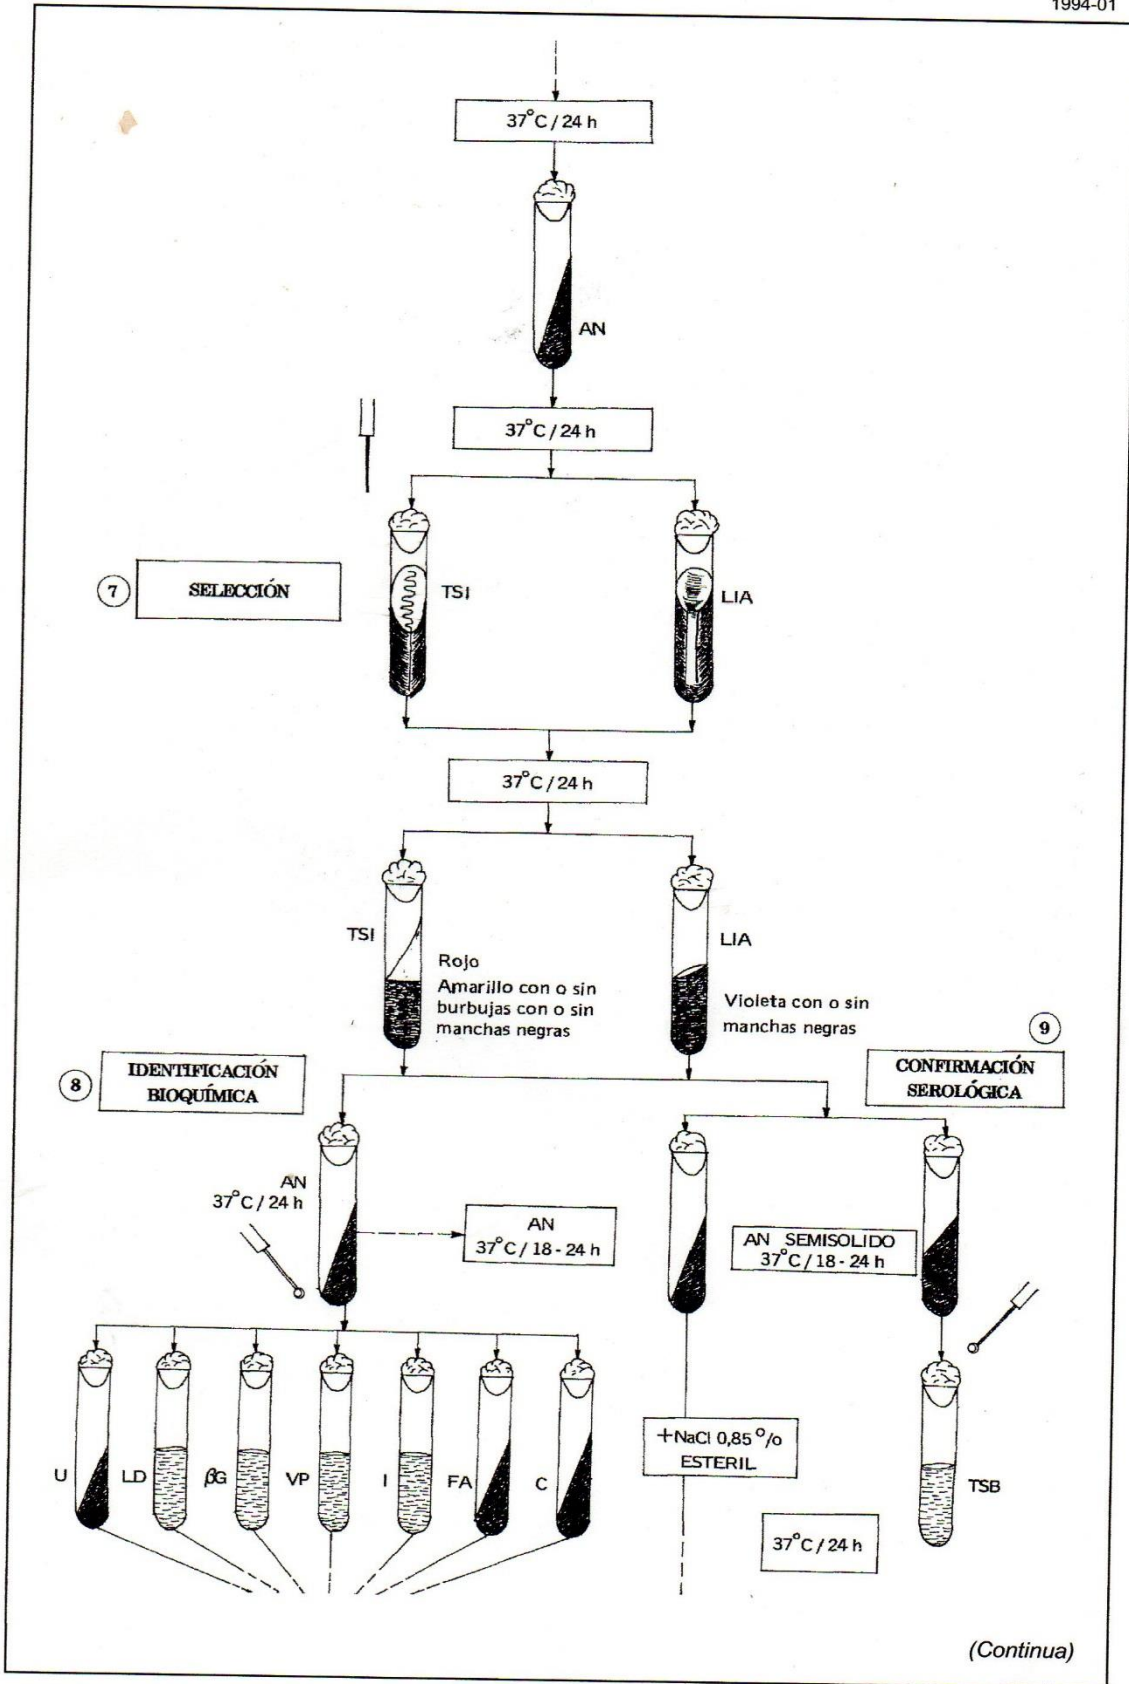 1994-01
37°C / 24 h
AN
37°C / 24 h
7
SELECCIÓN
TSI
LIA
37°C / 24 h
TSI
Rojo
Amarillo con o sin
burbujas con o sin
manchas negras
LIA
Violeta con o sin
manchas negras
8
IDENTIFICACIÓN
BIOQUÍMICA
9
CONFIRMACIÓN
SEROLÓGICA
AN
37°C / 24 h
AN
37°C / 18 - 24 h
AN SEMISOLIDO
37°C / 18 - 24 h
U
LD
βG
VP
I
FA
C
+NaCl 0,85 %
ESTERIL
TSB
37°C / 24 h
(Continua)